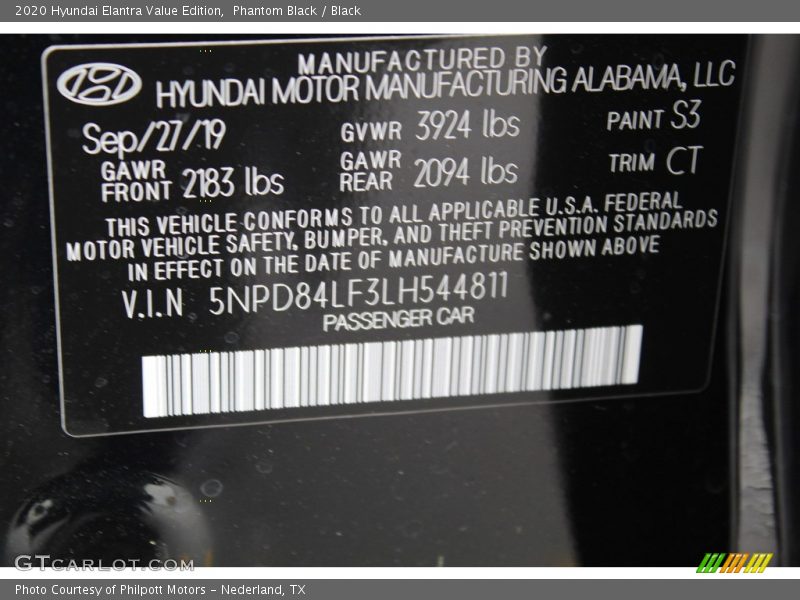 2020 Hyundai Elantra Value Edition, Phantom Black / Black
MANUFACTURED BY
HYUNDAI MOTOR MANUFACTURING ALABAMA, LLC
Sep/27/19 GVWR 3924 lbs PAINT S3
GAWR FRONT 2183 lbs GAWR REAR 2094 lbs TRIM CT
THIS VEHICLE CONFORMS TO ALL APPLICABLE U.S.A. FEDERAL
MOTOR VEHICLE SAFETY, BUMPER, AND THEFT PREVENTION STANDARDS
IN EFFECT ON THE DATE OF MANUFACTURE SHOWN ABOVE
V.I.N 5NPD84LF3LH544811
PASSENGER CAR
GTCARLOT.COM
Photo Courtesy of Philpott Motors - Nederland, TX